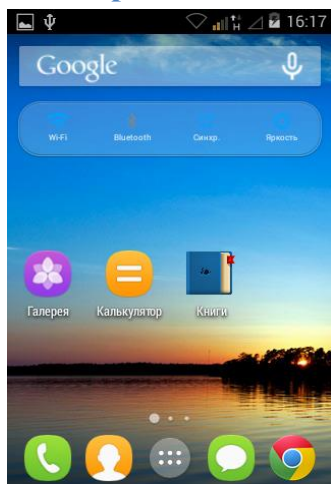 H 16:17
Google
Wi-Fi Bluetooth Синхр. Яркость
Галерея Калькулятор Книги